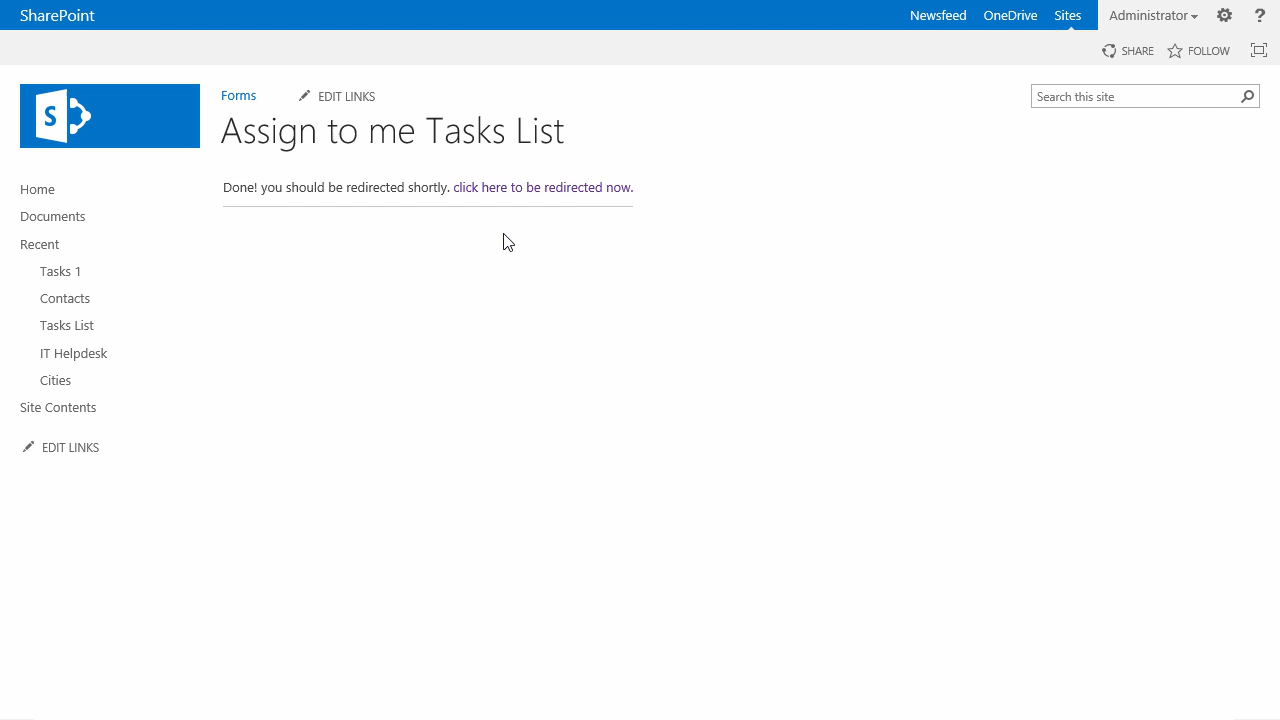 SharePoint
Newsfeed OneDrive Sites Administrator ?
SHARE FOLLOW
S
Forms EDIT LINKS
Search this site
Assign to me Tasks List
Done! you should be redirected shortly. click here to be redirected now.
Home
Documents
Recent
Tasks 1
Contacts
Tasks List
IT Helpdesk
Cities
Site Contents
EDIT LINKS